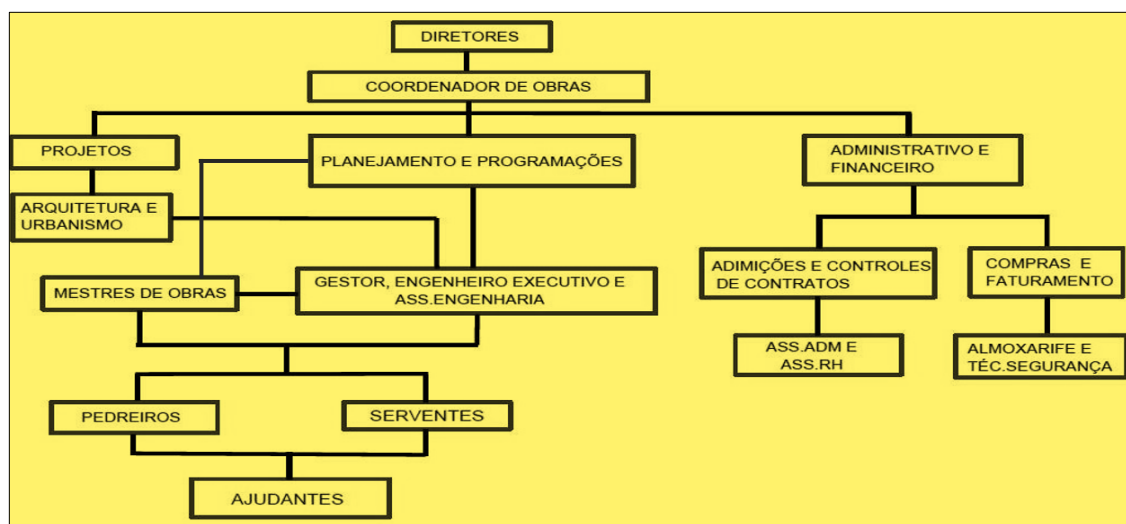 DIRETORES
COORDENADOR DE OBRAS
PROJETOS
PLANEJAMENTO E PROGRAMAÇÕES
ADMINISTRATIVO E
FINANCEIRO
ARQUITETURA E
URBANISMO
MESTRES DE OBRAS
GESTOR, ENGENHEIRO EXECUTIVO E
ASS.ENGENHARIA
ADIMIÇÕES E CONTROLES
DE CONTRATOS
COMPRAS E
FATURAMENTO
ASS.ADM E
ASS.RH
ALMOXARIFE E
TÉC.SEGURANÇA
PEDREIROS
SERVENTES
AJUDANTES